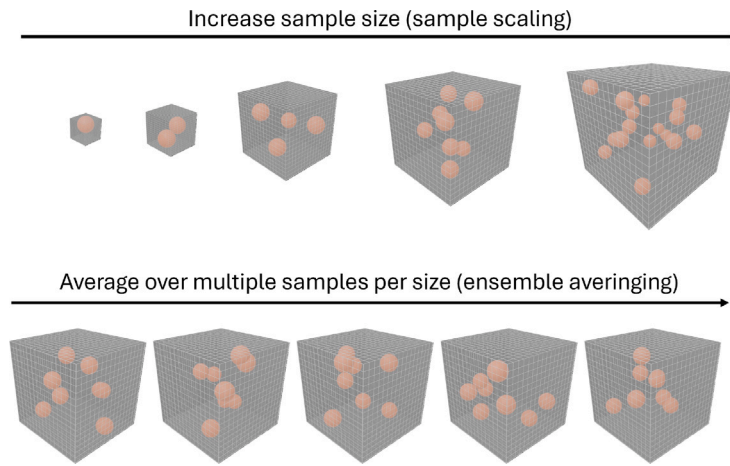 Increase sample size (sample scaling)
Average over multiple samples per size (ensemble averinging)